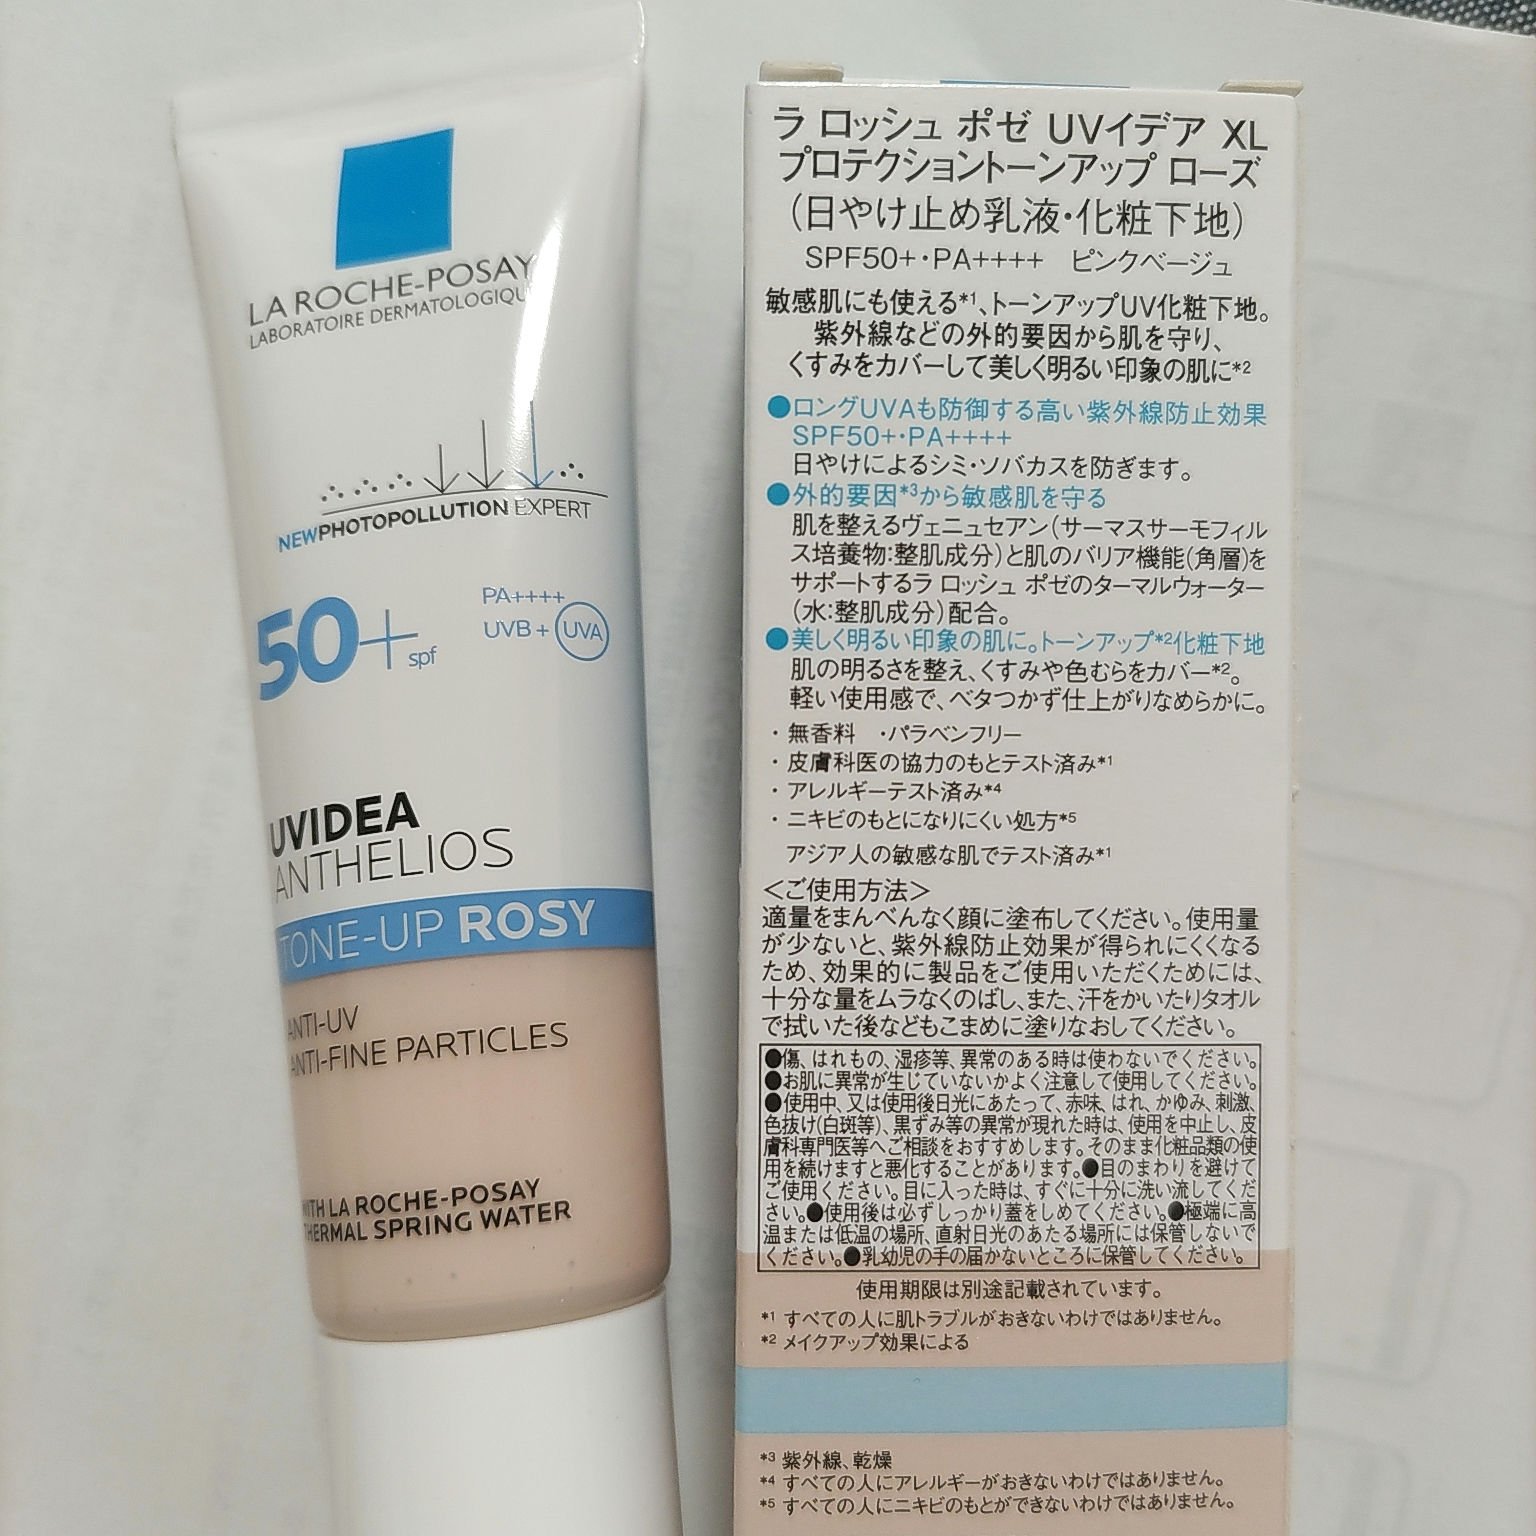 LA ROCHE-POSAY
LABORATOIRE DERMATOLOGIQU
NEWPHOTOPOLLUTION EXPERT
50+ spf
PA++++
UVB + UVA
UVIDEA
ANTHELIOS
TONE-UP ROSY
ANTI-UV
ANTI-FINE PARTICLES
WITH LA ROCHE-POSAY
THERMAL SPRING WATER
ラ ロッシュ ポゼ UVイデア XL
プロテクショントーンアップ ローズ
(日やけ止め乳液・化粧下地)
SPF50+・PA++++ ピンクベージュ
敏感肌にも使える*1、トーンアップUV化粧下地。
紫外線などの外的要因から肌を守り、
くすみをカバーして美しく明るい印象の肌に*2
●ロングUVAも防御する高い紫外線防止効果
SPF50+・PA++++
日やけによるシミ・ソバカスを防ぎます。
●外的要因*3から敏感肌を守る
肌を整えるヴェニュセアン(サーマスサーモフィル
ス培養物:整肌成分)と肌のバリア機能(角層)を
サポートするラ ロッシュ ポゼのターマルウォーター
(水:整肌成分)配合。
●美しく明るい印象の肌に。トーンアップ*2化粧下地
肌の明るさを整え、くすみや色むらをカバー*2。
軽い使用感で、ベタつかず仕上がりなめらかに。
・無香料 ・パラベンフリー
・皮膚科医の協力のもとテスト済み*1
・アレルギーテスト済み*4
・ニキビのもとになりにくい処方*5
アジア人の敏感な肌でテスト済み*1
<ご使用方法>
適量をまんべんなく顔に塗布してください。使用量
が少ないと、紫外線防止効果が得られにくくなる
ため、効果的に製品をご使用いただくためには、
十分な量をムラなくのばし、また、汗をかいたりタオル
で拭いた後などもこまめに塗りなおしてください。
●傷、はれもの、湿疹等、異常のある時は使わないでください。
●お肌に異常が生じていないかよく注意して使用してください。
●使用中、又は使用後日光にあたって、赤味、はれ、かゆみ、刺激、
色抜け(白斑等)、黒ずみ等の異常が現れた時は、使用を中止し、皮
膚科専門医等へご相談をおすすめします。そのまま化粧品類の使
用を続けますと悪化することがあります。●目のまわりを避けて
ご使用ください。目に入った時は、すぐに十分に洗い流してくだ
さい。●使用後は必ずしっかり蓋をしめてください。●極端に高
温または低温の場所、直射日光のあたる場所には保管しないで
ください。●乳幼児の手の届かないところに保管してください。
使用期限は別途記載されています。
*1 すべての人に肌トラブルがおきないわけではありません。
*2 メイクアップ効果による
*3 紫外線、乾燥
*4 すべての人にアレルギーがおきないわけではありません。
*5 すべての人にニキビのもとができないわけではありません。